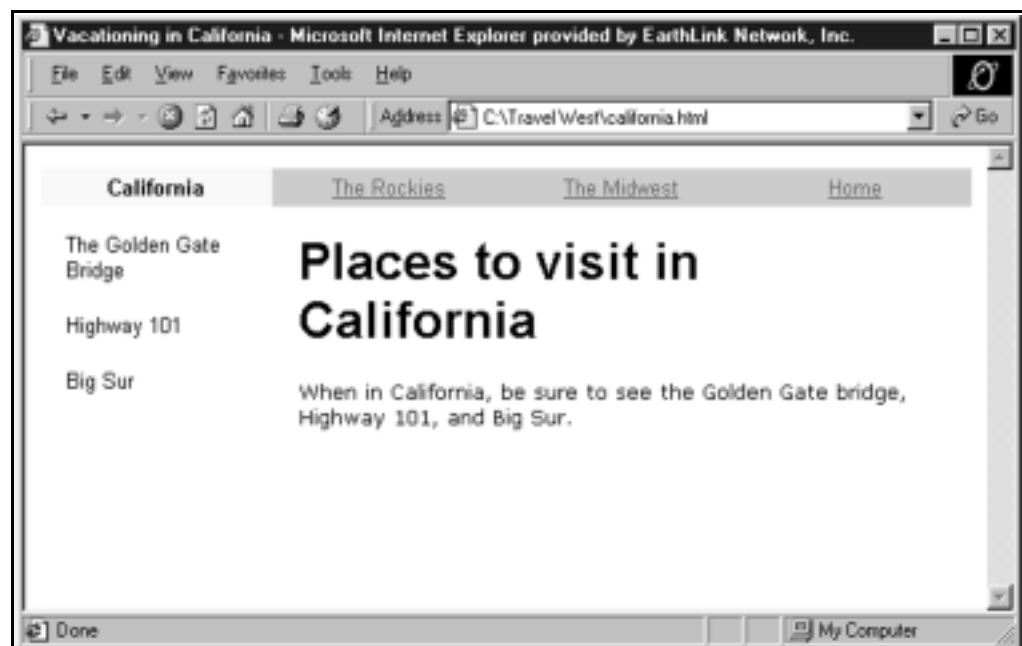 Vacationing in California - Microsoft Internet Explorer provided by EarthLink Network, Inc.
File Edit View Favorites Tools Help
Address C:\Travel West\california.html Go
California The Rockies The Midwest Home
The Golden Gate
Bridge
Highway 101
Big Sur
Places to visit in
California
When in California, be sure to see the Golden Gate bridge,
Highway 101, and Big Sur.
Done My Computer